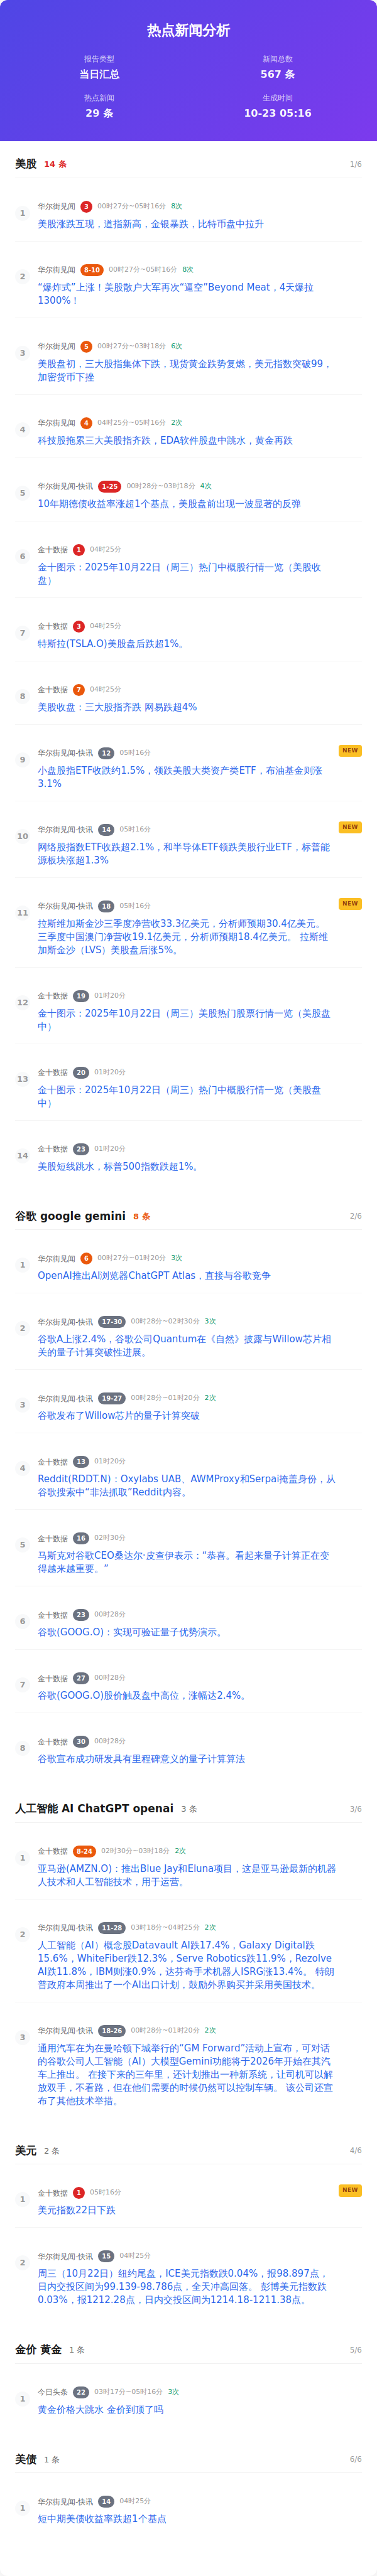 热点新闻分析
报告类型
当日汇总
新闻总数
567 条
热点新闻
29 条
生成时间
10-23 05:16
美股 14 条 1/6
1
华尔街见闻 3 00时27分~05时16分 8次
美股涨跌互现，道指新高，金银暴跌，比特币盘中拉升
2
华尔街见闻 8-10 00时27分~05时16分 8次
“爆炸式”上涨！美股散户大军再次“逼空”Beyond Meat，4天爆拉
1300%！
3
华尔街见闻 5 00时27分~03时18分 6次
美股盘初，三大股指集体下跌，现货黄金跌势复燃，美元指数突破99，
加密货币下挫
4
华尔街见闻 4 04时25分~05时16分 2次
科技股拖累三大美股指齐跌，EDA软件股盘中跳水，黄金再跌
5
华尔街见闻-快讯 1-25 00时28分~03时18分 4次
10年期德债收益率涨超1个基点，美股盘前出现一波显著的反弹
6
金十数据 1 04时25分
金十图示：2025年10月22日（周三）热门中概股行情一览（美股收
盘）
7
金十数据 3 04时25分
特斯拉(TSLA.O)美股盘后跌超1%。
8
金十数据 7 04时25分
美股收盘：三大股指齐跌 网易跌超4%
9
华尔街见闻-快讯 12 05时16分 NEW
小盘股指ETF收跌约1.5%，领跌美股大类资产类ETF，布油基金则涨
3.1%
10
华尔街见闻-快讯 14 05时16分 NEW
网络股指数ETF收跌超2.1%，和半导体ETF领跌美股行业ETF，标普能
源板块涨超1.3%
11
华尔街见闻-快讯 18 05时16分 NEW
拉斯维加斯金沙三季度净营收33.3亿美元，分析师预期30.4亿美元。
三季度中国澳门净营收19.1亿美元，分析师预期18.4亿美元。 拉斯维
加斯金沙（LVS）美股盘后涨5%。
12
金十数据 19 01时20分
金十图示：2025年10月22日（周三）美股热门股票行情一览（美股盘
中）
13
金十数据 20 01时20分
金十图示：2025年10月22日（周三）热门中概股行情一览（美股盘
中）
14
金十数据 23 01时20分
美股短线跳水，标普500指数跌超1%。
谷歌 google gemini 8 条 2/6
1
华尔街见闻 6 00时27分~01时20分 3次
OpenAI推出AI浏览器ChatGPT Atlas，直接与谷歌竞争
2
华尔街见闻-快讯 17-30 00时28分~02时30分 3次
谷歌A上涨2.4%，谷歌公司Quantum在《自然》披露与Willow芯片相
关的量子计算突破性进展。
3
华尔街见闻-快讯 19-27 00时28分~01时20分 2次
谷歌发布了Willow芯片的量子计算突破
4
金十数据 13 01时20分
Reddit(RDDT.N)：Oxylabs UAB、AWMProxy和Serpai掩盖身份，从
谷歌搜索中“非法抓取”Reddit内容。
5
金十数据 16 02时30分
马斯克对谷歌CEO桑达尔·皮查伊表示：“恭喜。看起来量子计算正在变
得越来越重要。”
6
金十数据 23 00时28分
谷歌(GOOG.O)：实现可验证量子优势演示。
7
金十数据 27 00时28分
谷歌(GOOG.O)股价触及盘中高位，涨幅达2.4%。
8
金十数据 30 00时28分
谷歌宣布成功研发具有里程碑意义的量子计算算法
人工智能 AI ChatGPT openai 3 条 3/6
1
金十数据 8-24 02时30分~03时18分 2次
亚马逊(AMZN.O)：推出Blue Jay和Eluna项目，这是亚马逊最新的机器
人技术和人工智能技术，用于运营。
2
华尔街见闻-快讯 11-28 03时18分~04时25分 2次
人工智能（AI）概念股Datavault AI跌17.4%，Galaxy Digital跌
15.6%，WhiteFiber跌12.3%，Serve Robotics跌11.9%，Rezolve
AI跌11.8%，IBM则涨0.9%，达芬奇手术机器人ISRG涨13.4%。 特朗
普政府本周推出了一个AI出口计划，鼓励外界购买并采用美国技术。
3
华尔街见闻-快讯 18-26 00时28分~01时20分 2次
通用汽车在为在曼哈顿下城举行的“GM Forward”活动上宣布，可对话
的谷歌公司人工智能（AI）大模型Gemini功能将于2026年开始在其汽
车上推出。 在接下来的三年里，还计划推出一种新系统，让司机可以解
放双手，不看路，但在他们需要的时候仍然可以控制车辆。 该公司还宣
布了其他技术举措。
美元 2 条 4/6
1
金十数据 1 05时16分 NEW
美元指数22日下跌
2
华尔街见闻-快讯 15 04时25分
周三（10月22日）纽约尾盘，ICE美元指数跌0.04%，报98.897点，
日内交投区间为99.139-98.786点，全天冲高回落。 彭博美元指数跌
0.03%，报1212.28点，日内交投区间为1214.18-1211.38点。
金价 黄金 1 条 5/6
1
今日头条 22 03时17分~05时16分 3次
黄金价格大跳水 金价到顶了吗
美债 1 条 6/6
1
华尔街见闻-快讯 14 04时25分
短中期美债收益率跌超1个基点